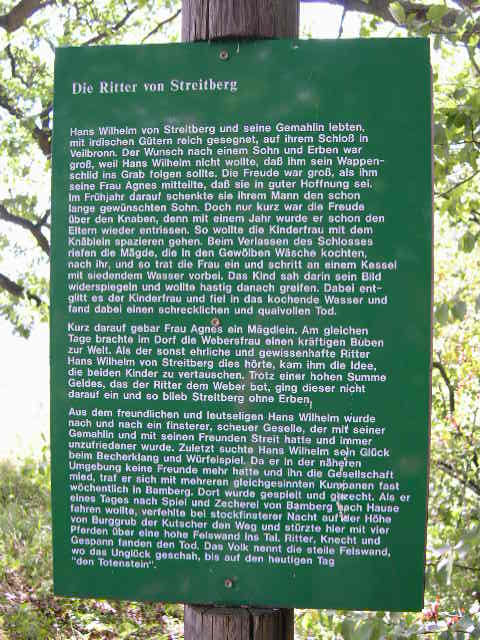 Die Ritter von Streitberg
Hans Wilhelm von Streitberg und seine Gemahlin lebten,
mit irdischen Gütern reich gesegnet, auf ihrem Schloß in
Veilbronn. Der Wunsch nach einem Sohn und Erben war
groß, weil Hans Wilhelm nicht wollte, daß ihm sein Wappen-
schild ins Grab folgen sollte. Die Freude war groß, als ihm
seine Frau Agnes mitteilte, daß sie in guter Hoffnung sei.
Im Frühjahr darauf schenkte sie ihrem Mann den schon
lange gewünschten Sohn. Doch nur kurz war die Freude
über den Knaben, denn mit einem Jahr wurde er schon den
Eltern wieder entrissen. So wollte die Kinderfrau mit dem
Knäblein spazieren gehen. Beim Verlassen des Schlosses
riefen die Mägde, die in den Gewölben Wäsche kochten,
nach ihr, und so trat die Frau ein und schritt an einem Kessel
mit siedendem Wasser vorbei. Das Kind sah darin sein Bild
widerspiegeln und wollte hastig danach greifen. Dabei ent-
glitt es der Kinderfrau und fiel in das kochende Wasser und
fand dabei einen schrecklichen und qualvollen Tod.
Kurz darauf gebar Frau Agnes ein Mägdlein. Am gleichen
Tage brachte im Dorf die Webersfrau einen kräftigen Buben
zur Welt. Als der sonst ehrliche und gewissenhafte Ritter
Hans Wilhelm von Streitberg dies hörte, kam ihm die Idee,
die beiden Kinder zu vertauschen. Trotz einer hohen Summe
Geldes, das der Ritter dem Weber bot, ging dieser nicht
darauf ein und so blieb Streitberg ohne Erben.
Aus dem freundlichen und leutseligen Hans Wilhelm wurde
nach und nach ein finsterer, scheuer Geselle, der mit seiner
Gemahlin und mit seinen Freunden Streit hatte und immer
unzufriedener wurde. Zuletzt suchte Hans Wilhelm sein Glück
beim Becherklang und Würfelspiel. Da er in der näheren
Umgebung keine Freunde mehr hatte und ihn die Gesellschaft
mied, traf er sich mit mehreren gleichgesinnten Kumpanen fast
wöchentlich in Bamberg. Dort wurde gespielt und gezecht. Als er
eines Tages nach Spiel und Zecherei von Bamberg nach Hause
fahren wollte, verfehlte bei stockfinsterer Nacht auf der Höhe
von Burggrub der Kutscher den Weg und stürzte hier mit vier
Pferden über eine hohe Felswand ins Tal. Ritter, Knecht und
Gespann fanden den Tod. Das Volk nennt die steile Felswand,
wo das Unglück geschah, bis auf den heutigen Tag
"den Totenstein".